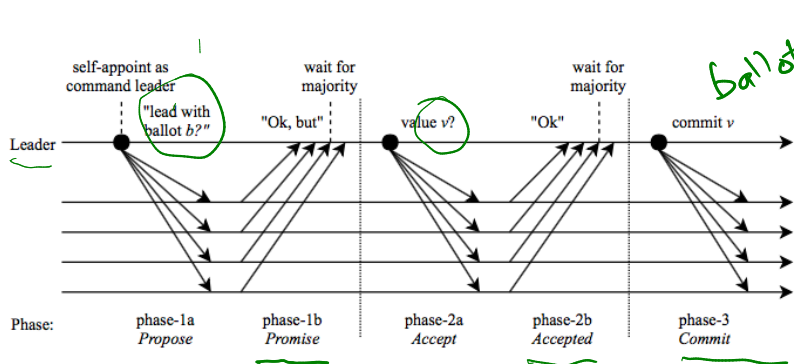 self-appoint as
command leader
wait for
majority
wait for
majority
ballot
"lead with
ballot b?"
"Ok, but"
value v?
"Ok"
commit v
Leader
Phase:
phase-1a
Propose
phase-1b
Promise
phase-2a
Accept
phase-2b
Accepted
phase-3
Commit